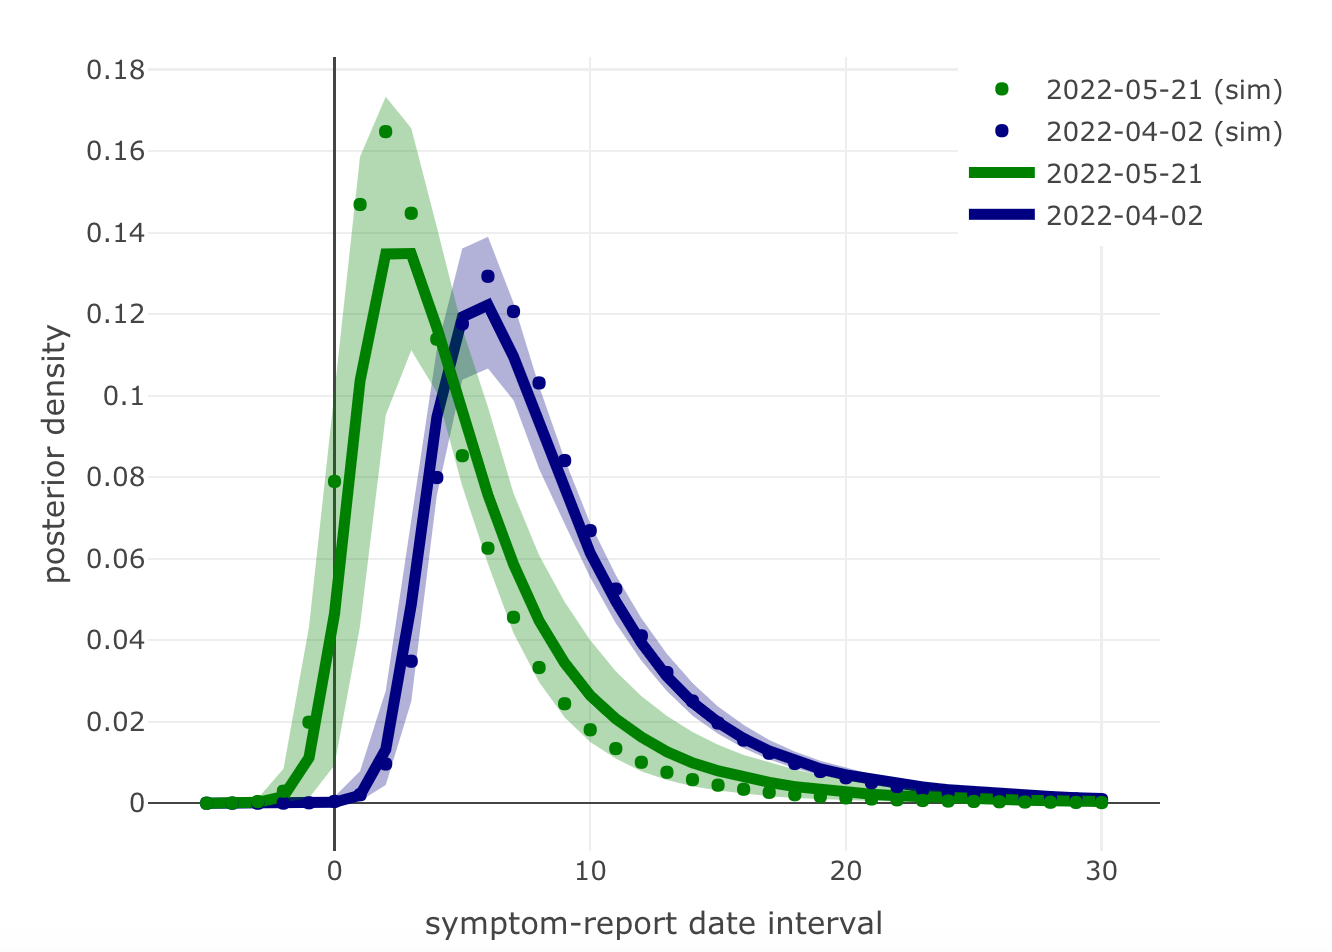 0.18
0.16
0.14
0.12
0.1
0.08
0.06
0.04
0.02
0
posterior density
2022-05-21 (sim)
2022-04-02 (sim)
2022-05-21
2022-04-02
0 10 20 30
symptom-report date interval